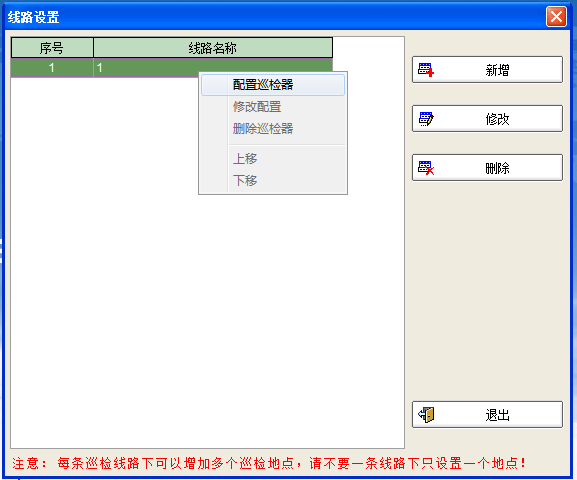 线路设置
序号 线路名称
1 1
配置巡检器
修改配置
删除巡检器
上移
下移
新增
修改
删除
退出
注意： 每条巡检线路下可以增加多个巡检地点，请不要一条线路下只设置一个地点！